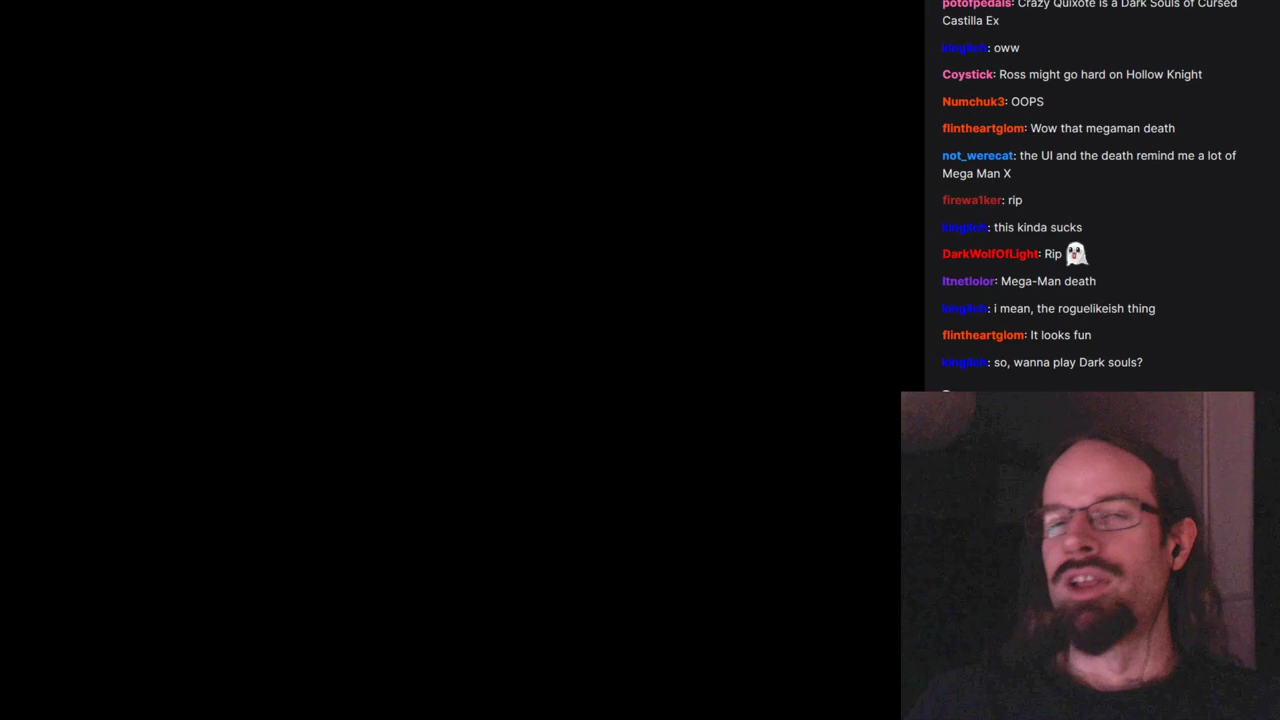 potofpedals: Crazy Quixote is a Dark Souls of Cursed
Castilla Ex
kinglich: oww
Coystick: Ross might go hard on Hollow Knight
Numchuk3: OOPS
flintheartglom: Wow that megaman death
not_werecat: the UI and the death remind me a lot of
Mega Man X
firewa1ker: rip
: this kinda sucks
DarkWolfOfLight: Rip
ltnetlolor: Mega-Man death
: i mean, the roguelikeish thing
flintheartglom: It looks fun
: so, wanna play Dark souls?